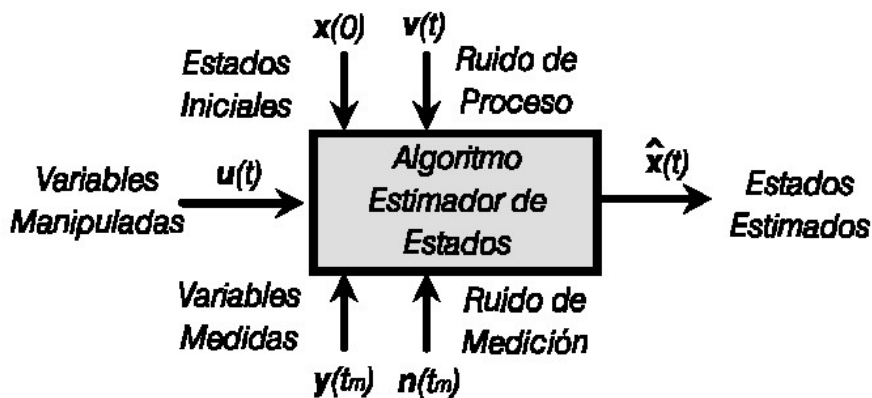 x(0)
v(t)
Estados
Iniciales
Ruido de
Proceso
Variables
Manipuladas
u(t)
Algoritmo
Estimador de
Estados
x̂(t)
Estados
Estimados
Variables
Medidas
Ruido de
Medición
y(tm)
n(tm)